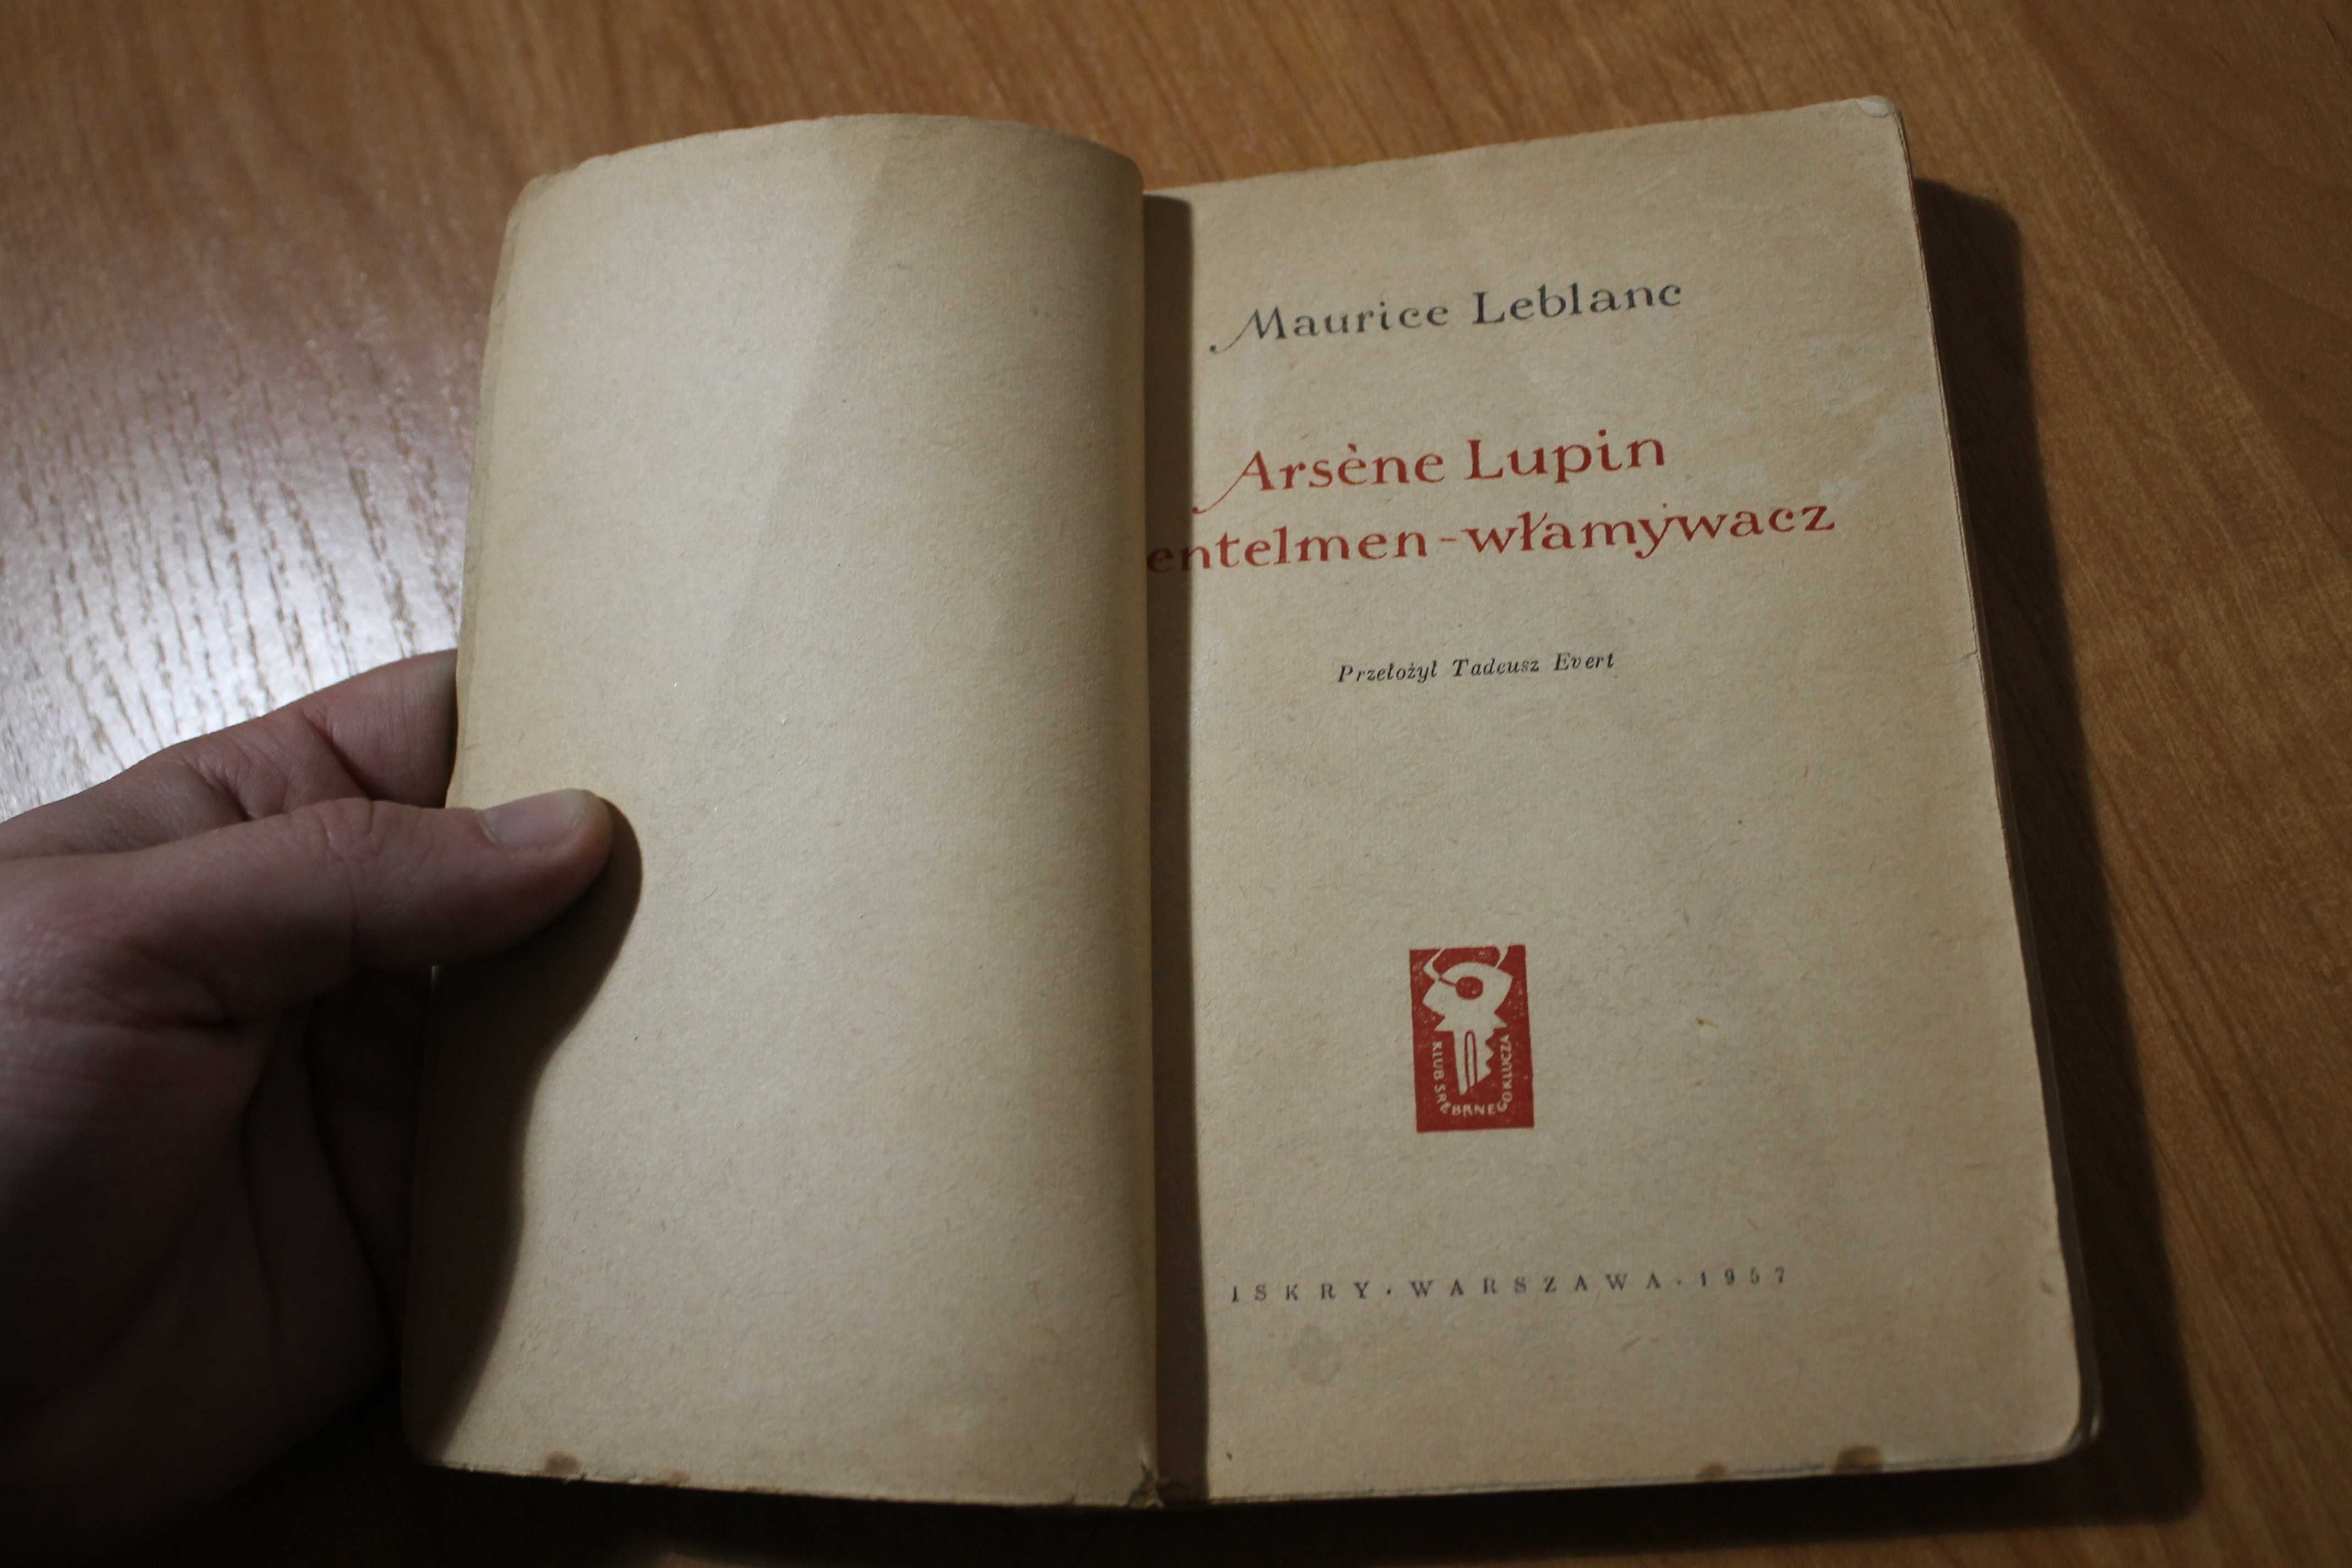 Maurice Leblanc
Arsène Lupin
entelmen-włamywacz
Przełożył Tadeusz Evert
KLUB SREBRNEGO KLUCZA
ISKRY · WARSZAWA · 1957